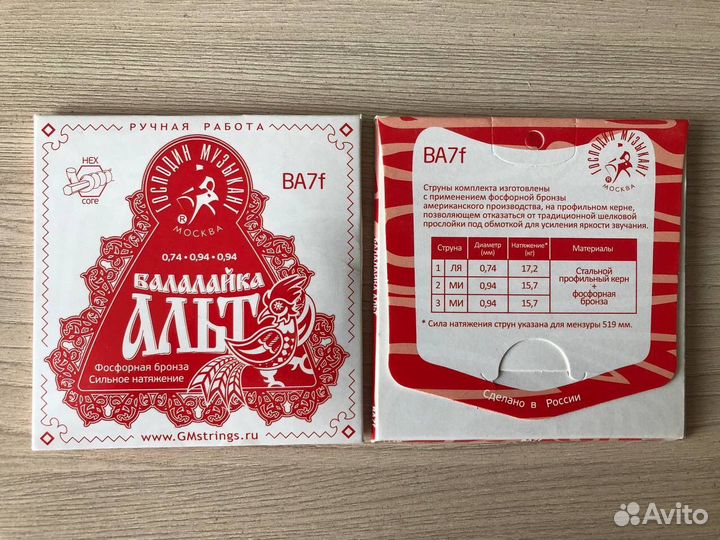 РУЧНАЯ РАБОТА
HEX
core
ГОСПОДИН МУЗЫКАНТ
®
МОСКВА
BA7f
0,74 • 0,94 • 0,94
БАЛАЛАЙКА
АЛЬТ
Фосфорная бронза
Сильное натяжение
www.GMstrings.ru
BA7f
ГОСПОДИН МУЗЫКАНТ
®
МОСКВА
Струны комплекта изготовлены
с применением фосфорной бронзы
американского производства, на профильном керне,
позволяющем отказаться от традиционной шелковой
прослойки под обмоткой для усиления яркости звучания.
Струна Диаметр (мм) Натяжение* (кг) Материалы
1 ЛЯ 0,74 17,2 Стальной профильный керн + фосфорная бронза
2 МИ 0,94 15,7
3 МИ 0,94 15,7
* Сила натяжения струн указана для мензуры 519 мм.
Сделано в России
Avito